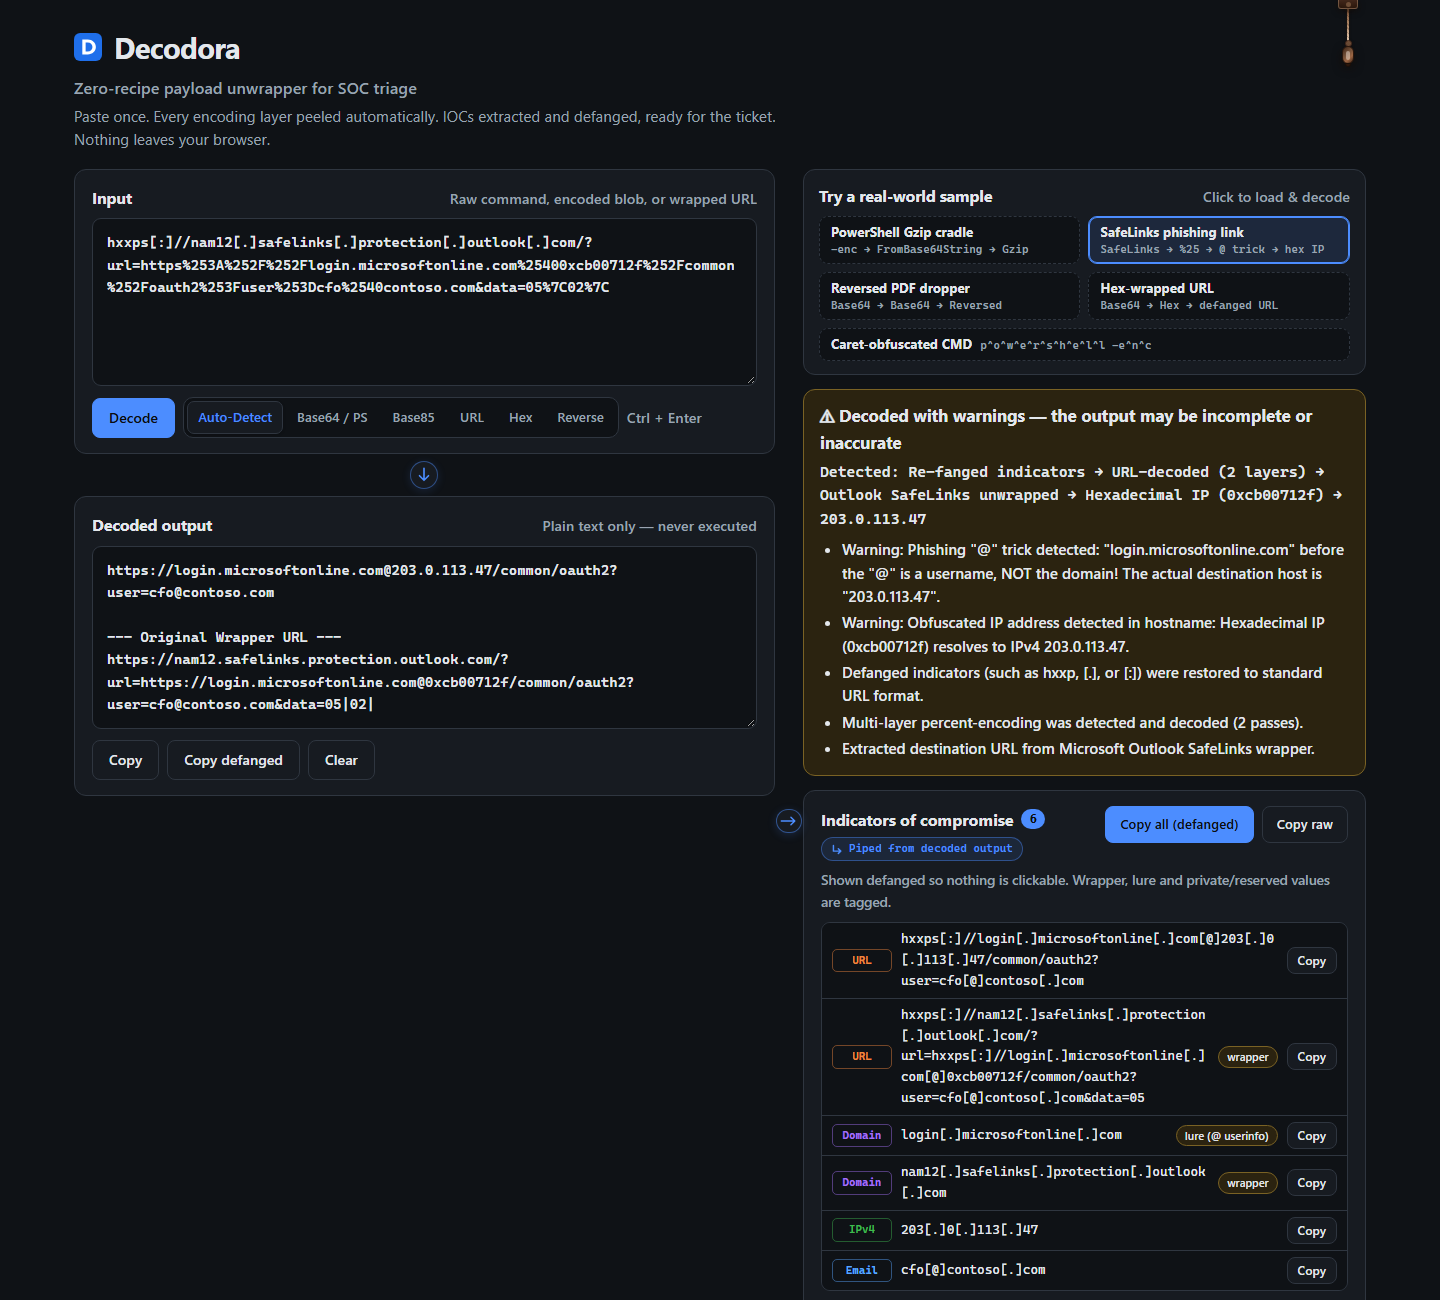 D Decodora
Zero-recipe payload unwrapper for SOC triage
Paste once. Every encoding layer peeled automatically. IOCs extracted and defanged, ready for the ticket.
Nothing leaves your browser.
Input
Raw command, encoded blob, or wrapped URL
hxxps[:]//nam12[.]safelinks[.]protection[.]outlook[.]com/?
url=https%253A%252F%252Flogin.microsoftonline.com%25400xcb00712f%252Fcommon
%252Foauth2%253Fuser%253Dcfo%2540contoso.com&data=05%7C02%7C
Decode
Auto-Detect
Base64 / PS
Base85
URL
Hex
Reverse
Ctrl + Enter
↓
Decoded output
Plain text only — never executed
https://login.microsoftonline.com@203.0.113.47/common/oauth2?
user=cfo@contoso.com
--- Original Wrapper URL ---
https://nam12.safelinks.protection.outlook.com/?
url=https://login.microsoftonline.com@0xcb00712f/common/oauth2?
user=cfo@contoso.com&data=05|02|
Copy
Copy defanged
Clear
Try a real-world sample
Click to load & decode
PowerShell Gzip cradle
-enc → FromBase64String → Gzip
SafeLinks phishing link
SafeLinks → %25 → @ trick → hex IP
Reversed PDF dropper
Base64 → Base64 → Reversed
Hex-wrapped URL
Base64 → Hex → defanged URL
Caret-obfuscated CMD p^o^w^e^r^s^h^e^l^l -e^n^c
⚠ Decoded with warnings — the output may be incomplete or
inaccurate
Detected: Re-fanged indicators → URL-decoded (2 layers) →
Outlook SafeLinks unwrapped → Hexadecimal IP (0xcb00712f) →
203.0.113.47
• Warning: Phishing "@" trick detected: "login.microsoftonline.com" before
the "@" is a username, NOT the domain! The actual destination host is
"203.0.113.47".
• Warning: Obfuscated IP address detected in hostname: Hexadecimal IP
(0xcb00712f) resolves to IPv4 203.0.113.47.
• Defanged indicators (such as hxxp, [.], or [:]) were restored to standard
URL format.
• Multi-layer percent-encoding was detected and decoded (2 passes).
• Extracted destination URL from Microsoft Outlook SafeLinks wrapper.
→
Indicators of compromise 6
Copy all (defanged)
Copy raw
↳ Piped from decoded output
Shown defanged so nothing is clickable. Wrapper, lure and private/reserved values
are tagged.
URL
hxxps[:]//login[.]microsoftonline[.]com[@]203[.]0
[.]113[.]47/common/oauth2?
user=cfo[@]contoso[.]com
Copy
URL
hxxps[:]//nam12[.]safelinks[.]protection
[.]outlook[.]com/?
url=hxxps[:]//login[.]microsoftonline[.]
com[@]0xcb00712f/common/oauth2?
user=cfo[@]contoso[.]com&data=05
wrapper
Copy
Domain
login[.]microsoftonline[.]com
lure (@ userinfo)
Copy
Domain
nam12[.]safelinks[.]protection[.]outlook
[.]com
wrapper
Copy
IPv4
203[.]0[.]113[.]47
Copy
Email
cfo[@]contoso[.]com
Copy